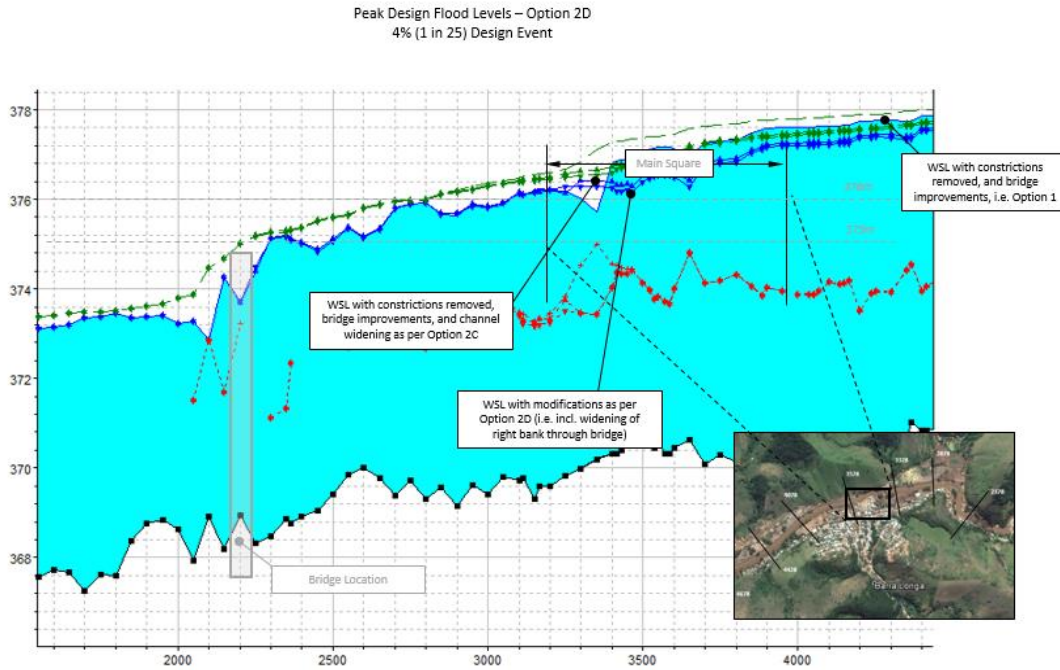 Peak Design Flood Levels – Option 2D
4% (1 in 25) Design Event
378
376
374
372
370
368
2000
2500
3000
3500
4000
Main Square
376m
375m
WSL with constrictions
removed, and bridge
improvements, i.e. Option 1
WSL with constrictions removed,
bridge improvements, and channel
widening as per Option 2C
WSL with modifications as per
Option 2D (i.e. incl. widening of
right bank through bridge)
Bridge Location
Barra Longa